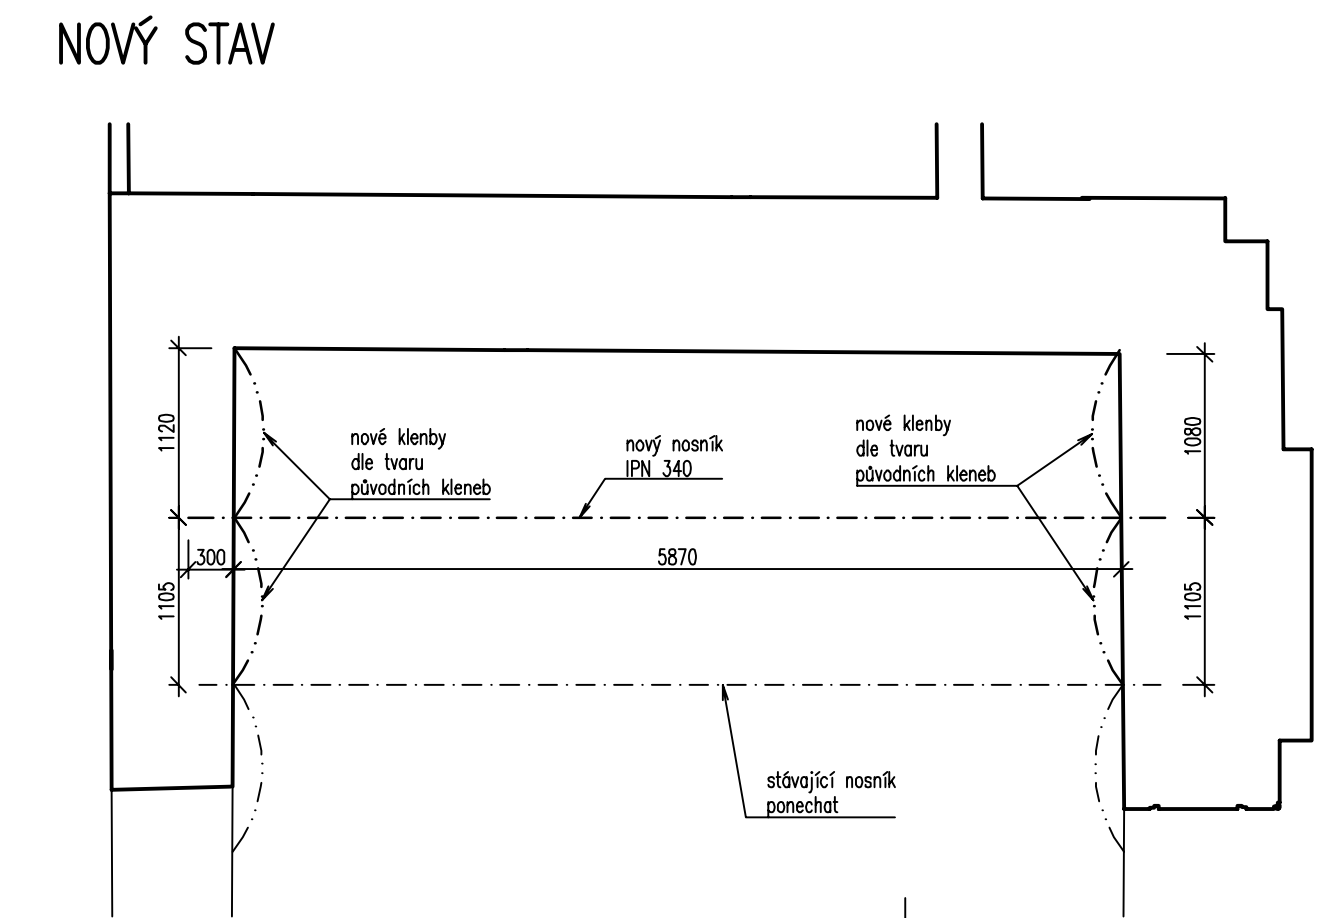 NOVÝ STAV
nové klenby
dle tvaru
původních kleneb
nový nosník
IPN 340
nové klenby
dle tvaru
původních kleneb
1120
1080
300
5870
1105
1105
stávající nosník
ponechat